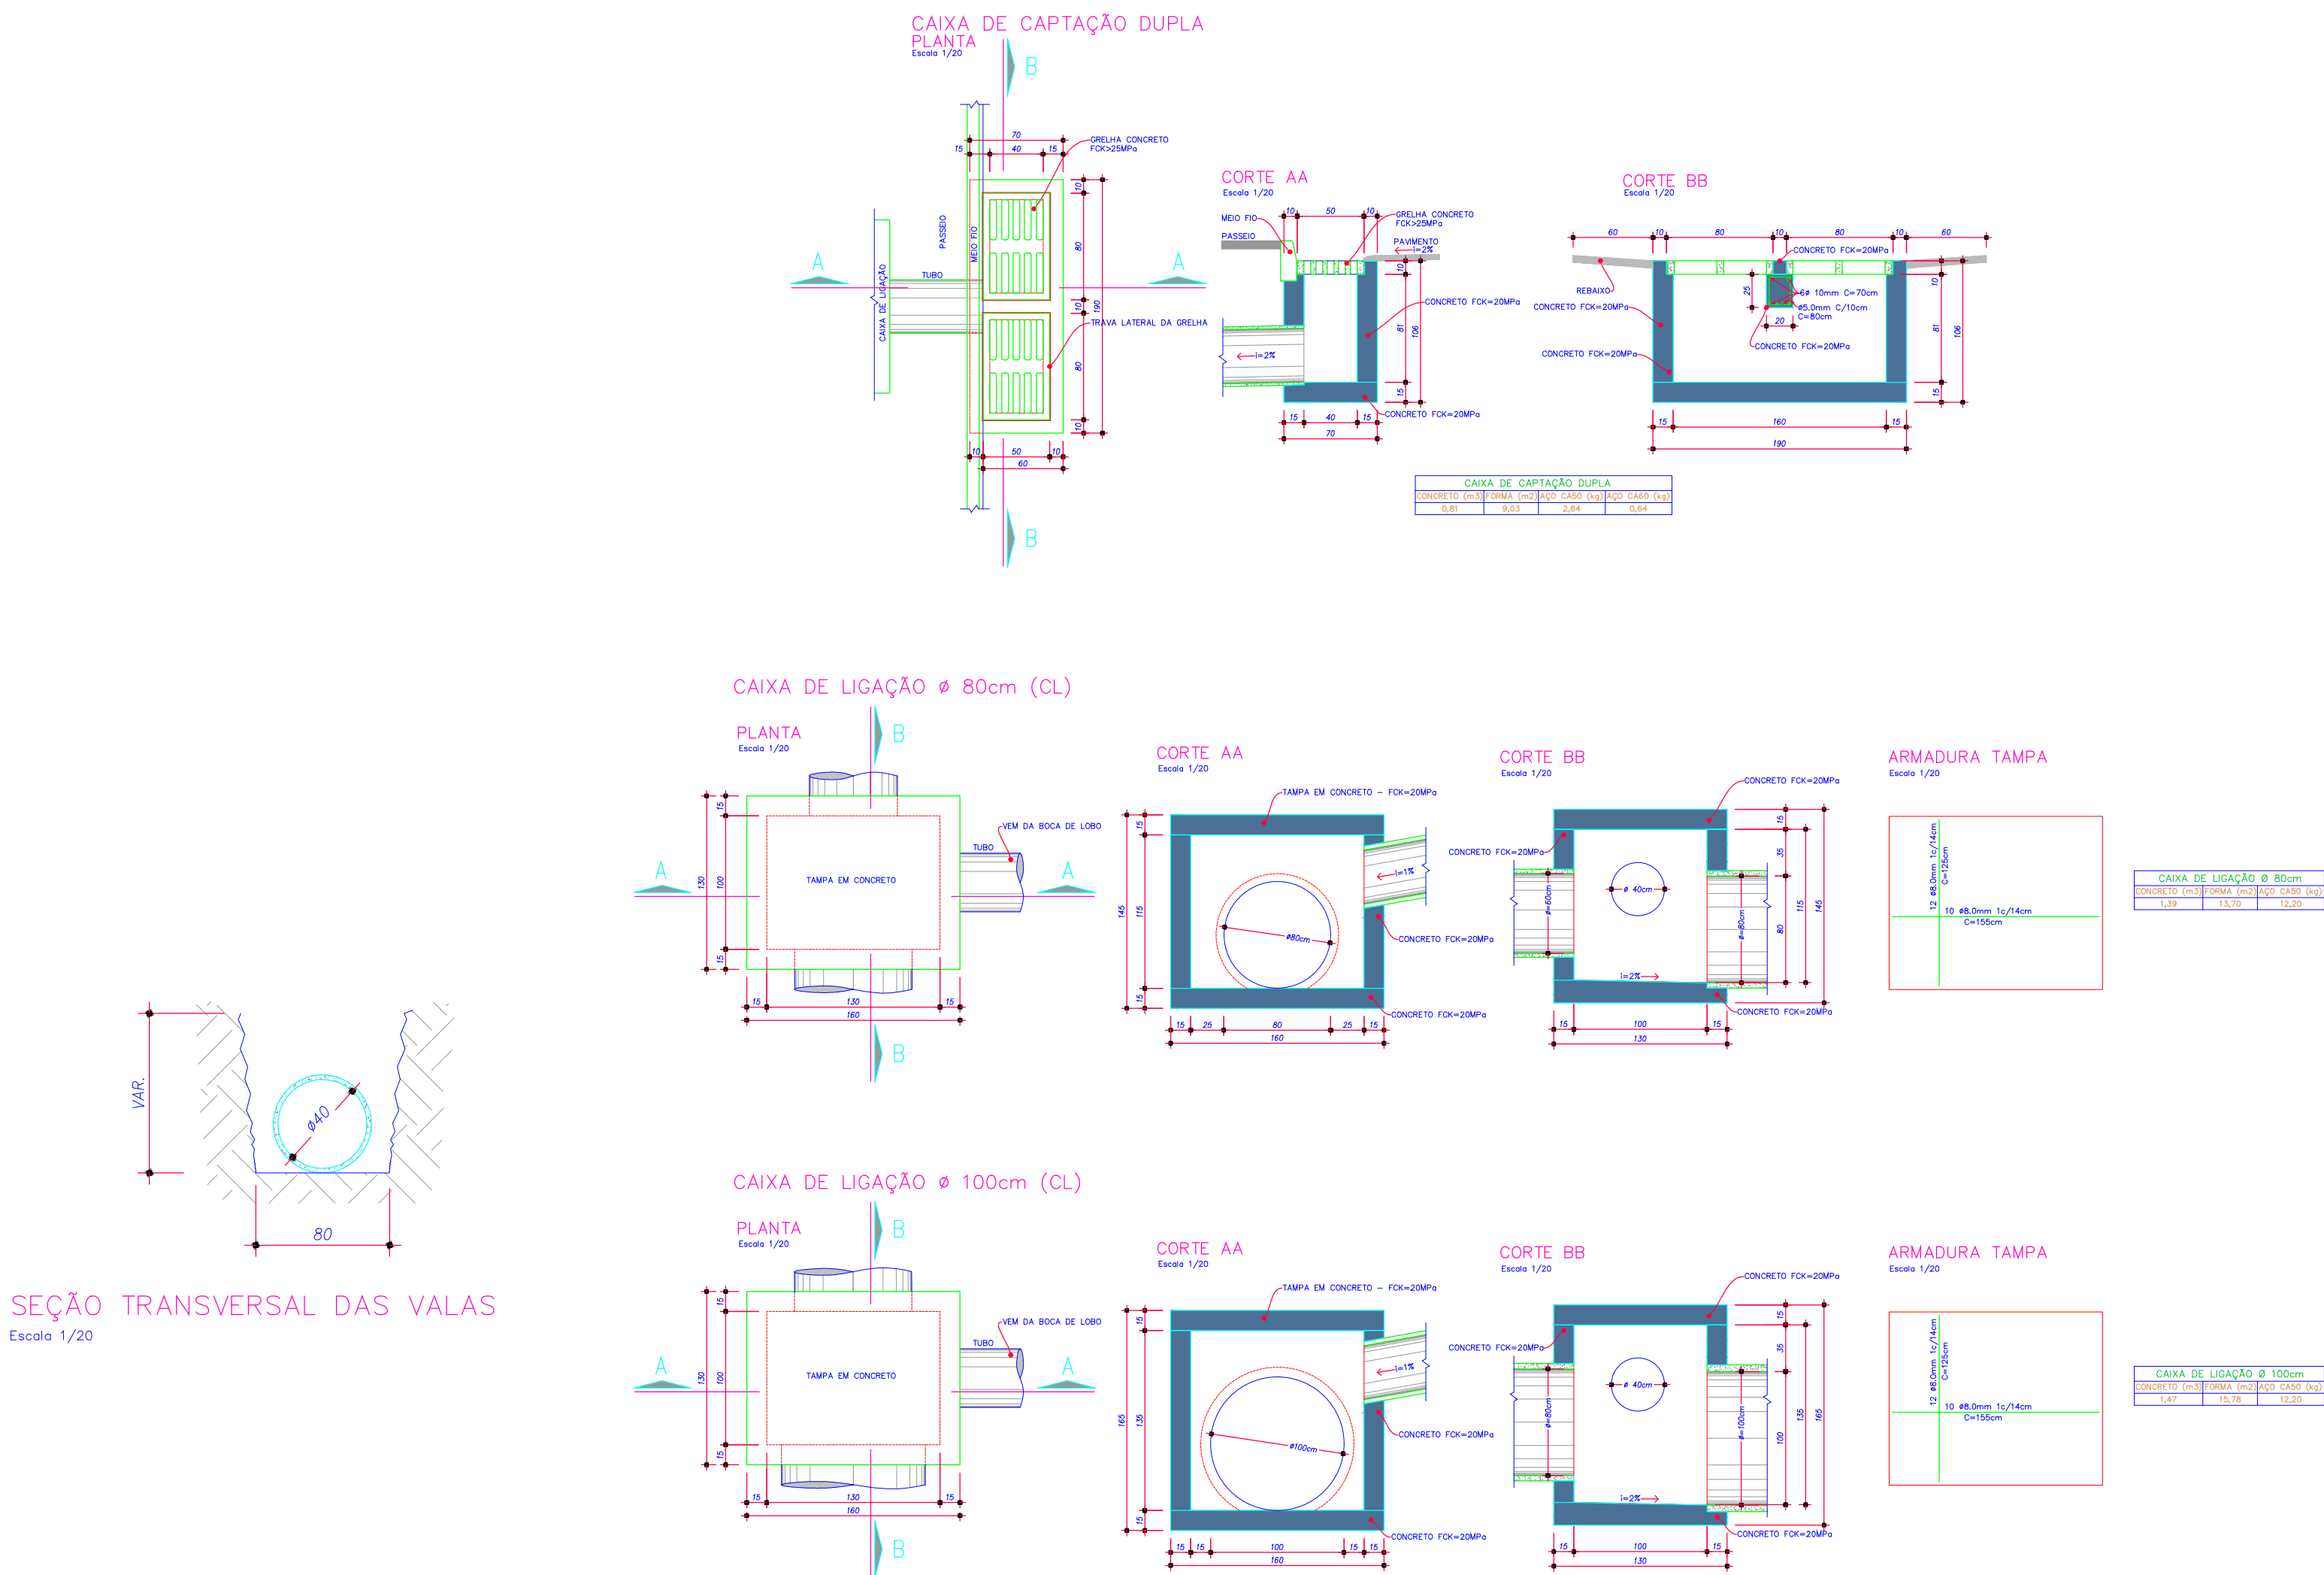 CAIXA DE CAPTAÇÃO DUPLA
PLANTA
Escala 1/20
B
70
15 40 15
GRELHA CONCRETO
FCK>25MPa
10
80
10
190
80
10
PASSEIO
MEIO FIO
CAIXA DE LIGAÇÃO
TUBO
A
A
TRAVA LATERAL DA GRELHA
10 50 10
60
B
CORTE AA
Escala 1/20
MEIO FIO
PASSEIO
10 50 10
GRELHA CONCRETO
FCK>25MPa
PAVIMENTO
i=2%
10
81
106
15
CONCRETO FCK=20MPa
i=2%
CONCRETO FCK=20MPa
15 40 15
70
CORTE BB
Escala 1/20
60 10 80 10 80 10 60
CONCRETO FCK=20MPa
REBAIXO
25
6ø 10mm C=70cm
ø5.0mm C/10cm
C=80cm
20
CONCRETO FCK=20MPa
CONCRETO FCK=20MPa
CONCRETO FCK=20MPa
10
81
106
15
15 160 15
190
CAIXA DE CAPTAÇÃO DUPLA
CONCRETO (m3) FORMA (m2) AÇO CA50 (kg) AÇO CA60 (kg)
0,81 9,03 2,64 0,64
CAIXA DE LIGAÇÃO ø 80cm (CL)
PLANTA
Escala 1/20
B
15
130
100
15
VEM DA BOCA DE LOBO
TUBO
TAMPA EM CONCRETO
A
A
15 130 15
160
B
CORTE AA
Escala 1/20
TAMPA EM CONCRETO - FCK=20MPa
15
145
115
15
i=1%
ø80cm
CONCRETO FCK=20MPa
CONCRETO FCK=20MPa
15 25 80 25 15
160
CORTE BB
Escala 1/20
CONCRETO FCK=20MPa
CONCRETO FCK=20MPa
ø=60cm
ø 40cm
ø=80cm
15
35
115
145
80
i=2%
CONCRETO FCK=20MPa
15 100 15
130
ARMADURA TAMPA
Escala 1/20
12 ø8.0mm 1c/14cm
C=125cm
10 ø8.0mm 1c/14cm
C=155cm
CAIXA DE LIGAÇÃO Ø 80cm
CONCRETO (m3) FORMA (m2) AÇO CA50 (kg)
1,39 13,70 12,20
VAR.
ø40
80
SEÇÃO TRANSVERSAL DAS VALAS
Escala 1/20
CAIXA DE LIGAÇÃO ø 100cm (CL)
PLANTA
Escala 1/20
B
15
130
100
15
VEM DA BOCA DE LOBO
TUBO
TAMPA EM CONCRETO
A
A
15 130 15
160
B
CORTE AA
Escala 1/20
TAMPA EM CONCRETO - FCK=20MPa
15
165
135
15
i=1%
ø100cm
CONCRETO FCK=20MPa
CONCRETO FCK=20MPa
15 15 100 15 15
160
CORTE BB
Escala 1/20
CONCRETO FCK=20MPa
CONCRETO FCK=20MPa
ø=80cm
ø 40cm
ø=100cm
15
35
135
165
100
i=2%
CONCRETO FCK=20MPa
15 100 15
130
ARMADURA TAMPA
Escala 1/20
12 ø8.0mm 1c/14cm
C=125cm
10 ø8.0mm 1c/14cm
C=155cm
CAIXA DE LIGAÇÃO Ø 100cm
CONCRETO (m3) FORMA (m2) AÇO CA50 (kg)
1,47 15,78 12,20